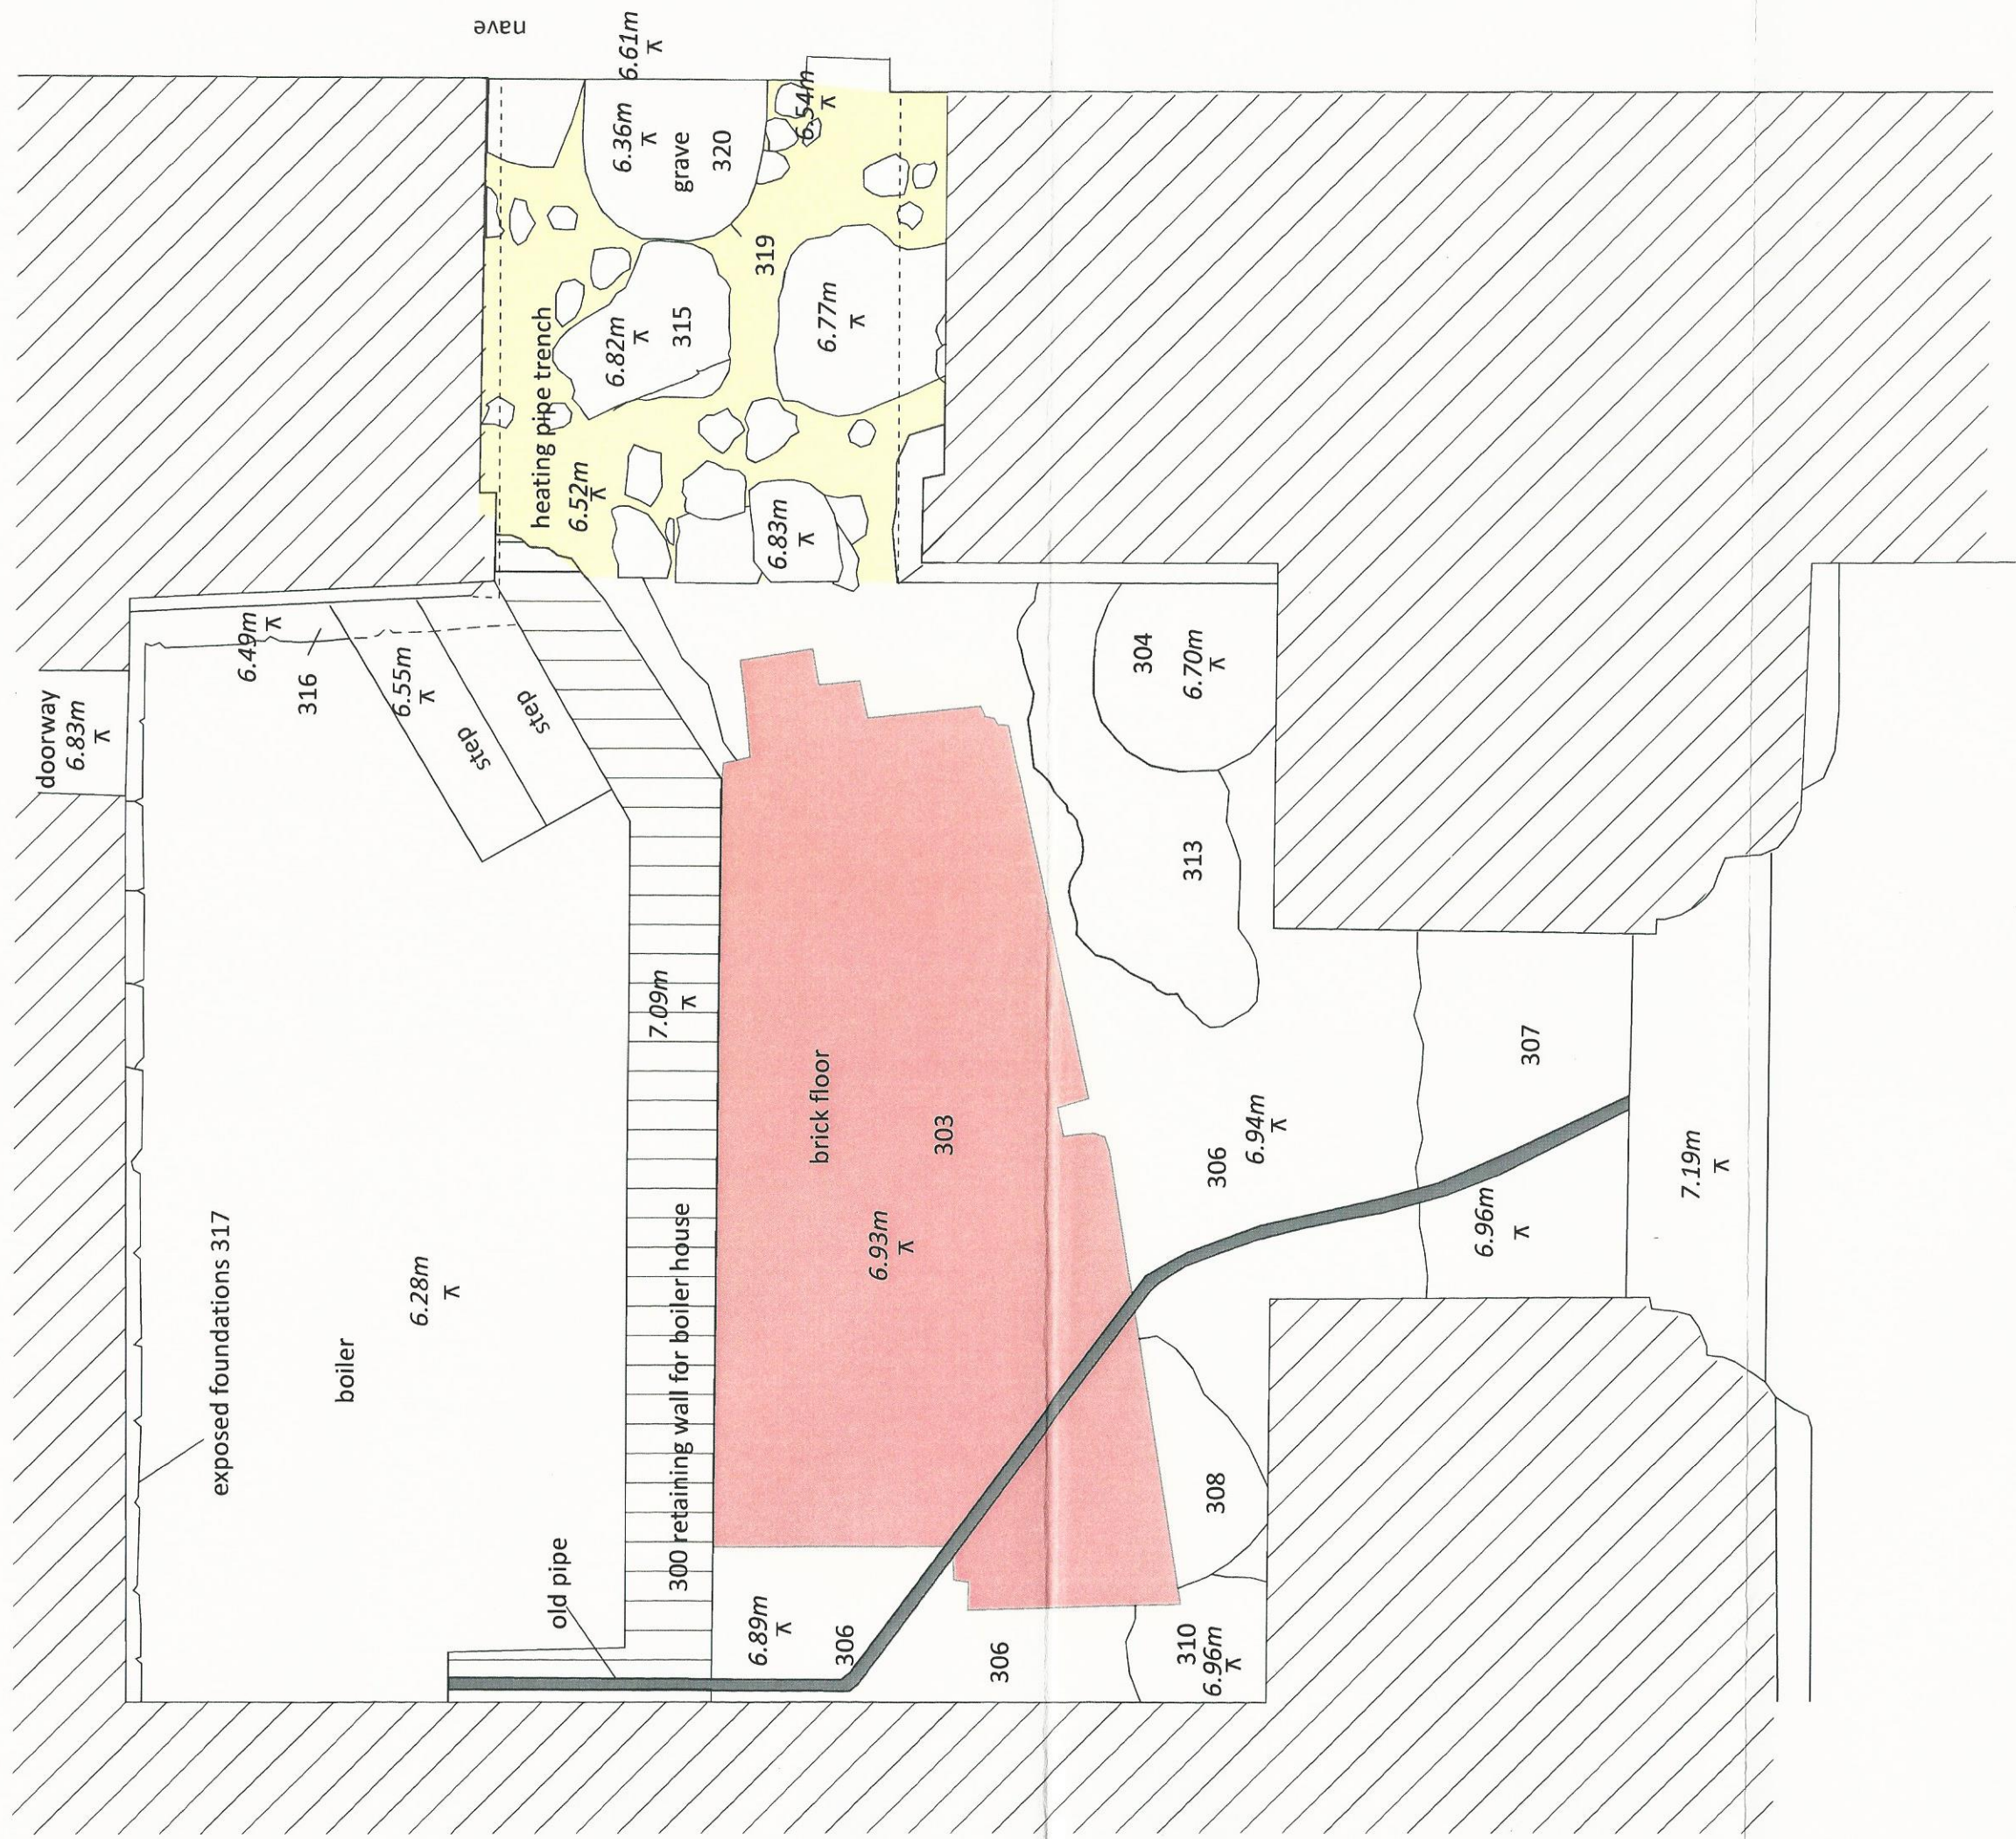 nave
6.61m
6.36m
grave
320
6.54m
319
heating pipe trench
6.52m
6.82m
315
6.77m
6.83m
doorway
6.83m
6.49m
316
6.55m
step
step
304
6.70m
313
7.09m
300 retaining wall for boiler house
brick floor
303
6.93m
exposed foundations 317
boiler
6.28m
old pipe
306
6.94m
307
6.96m
7.19m
308
6.89m
306
306
310
6.96m